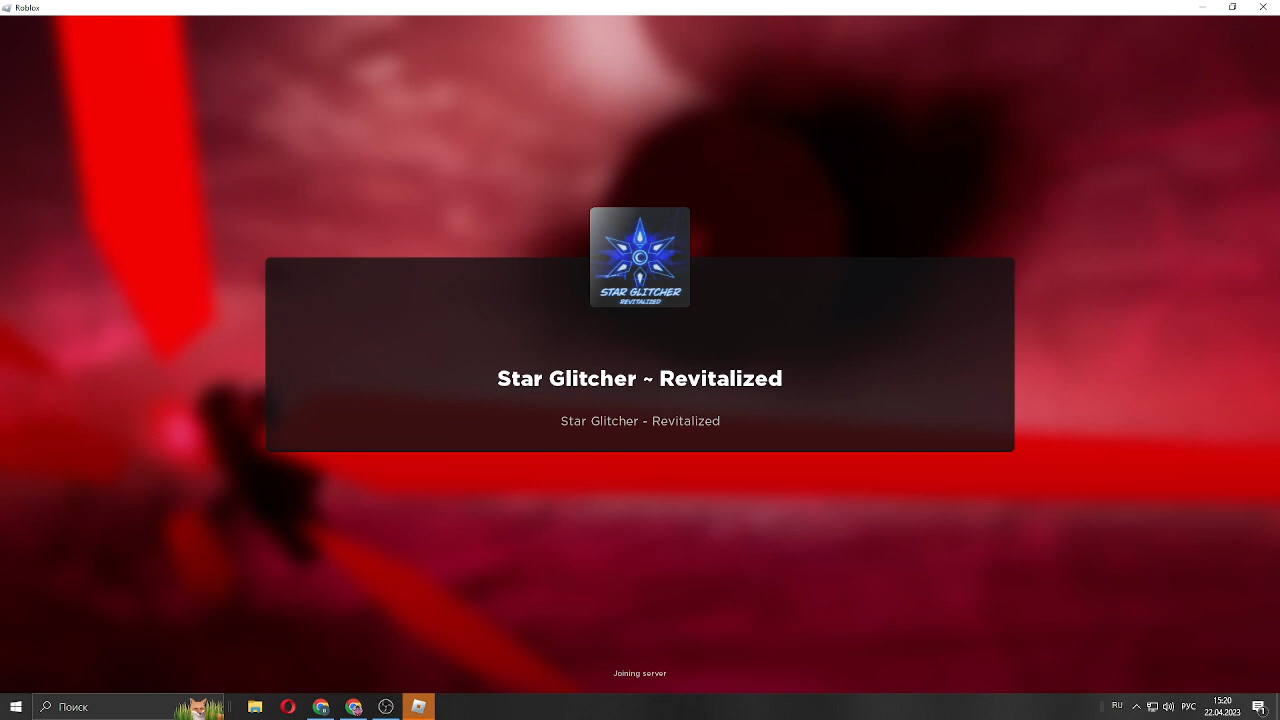 Roblox
STAR GLITCHER
REVITALIZED
Star Glitcher ~ Revitalized
Star Glitcher - Revitalized
Joining server
Поиск
RU
РУС
15:20
22.04.2023